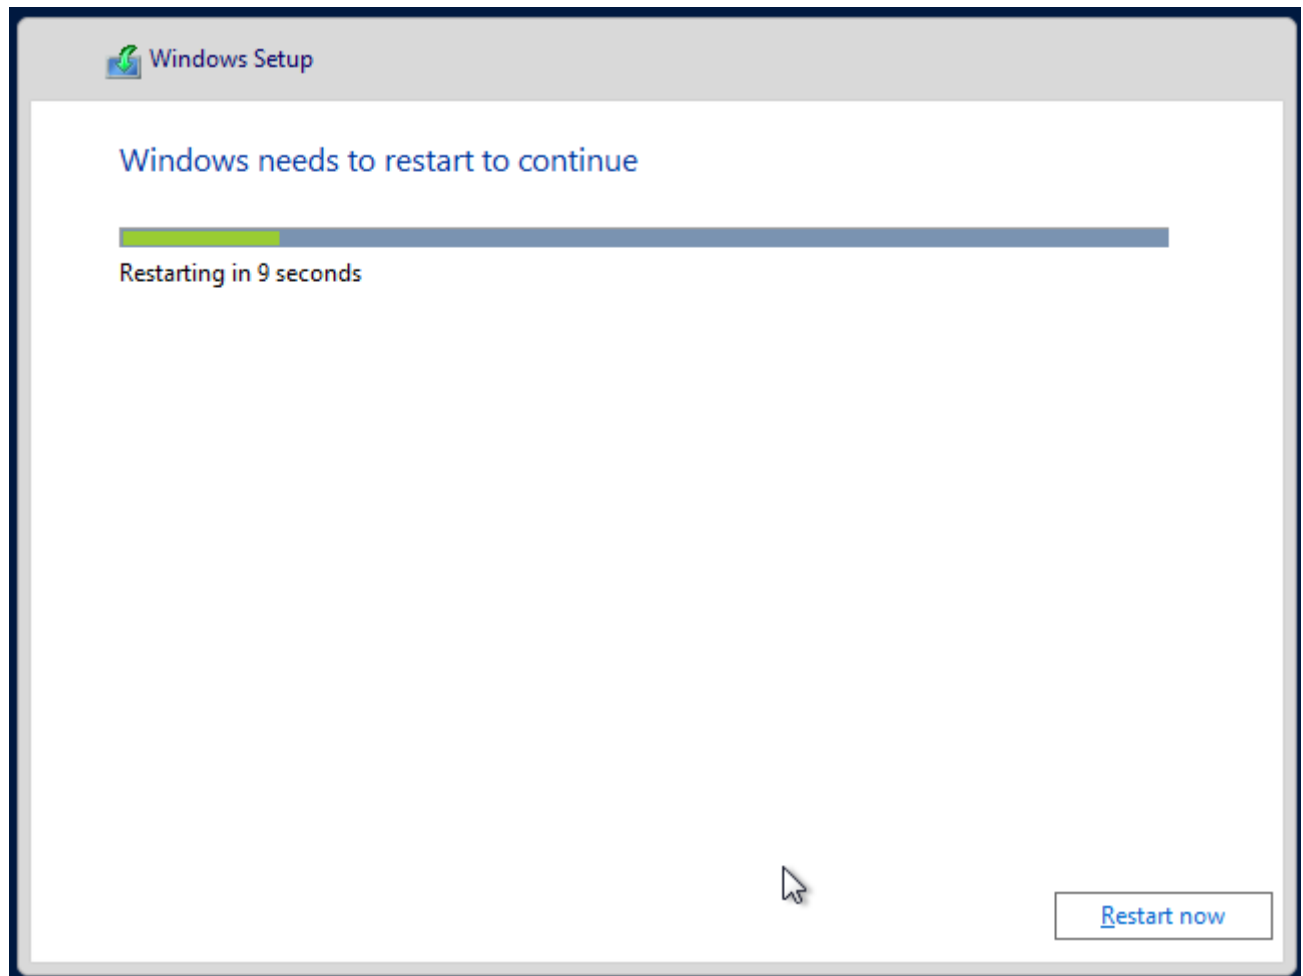 Windows Setup
Windows needs to restart to continue
Restarting in 9 seconds
Restart now